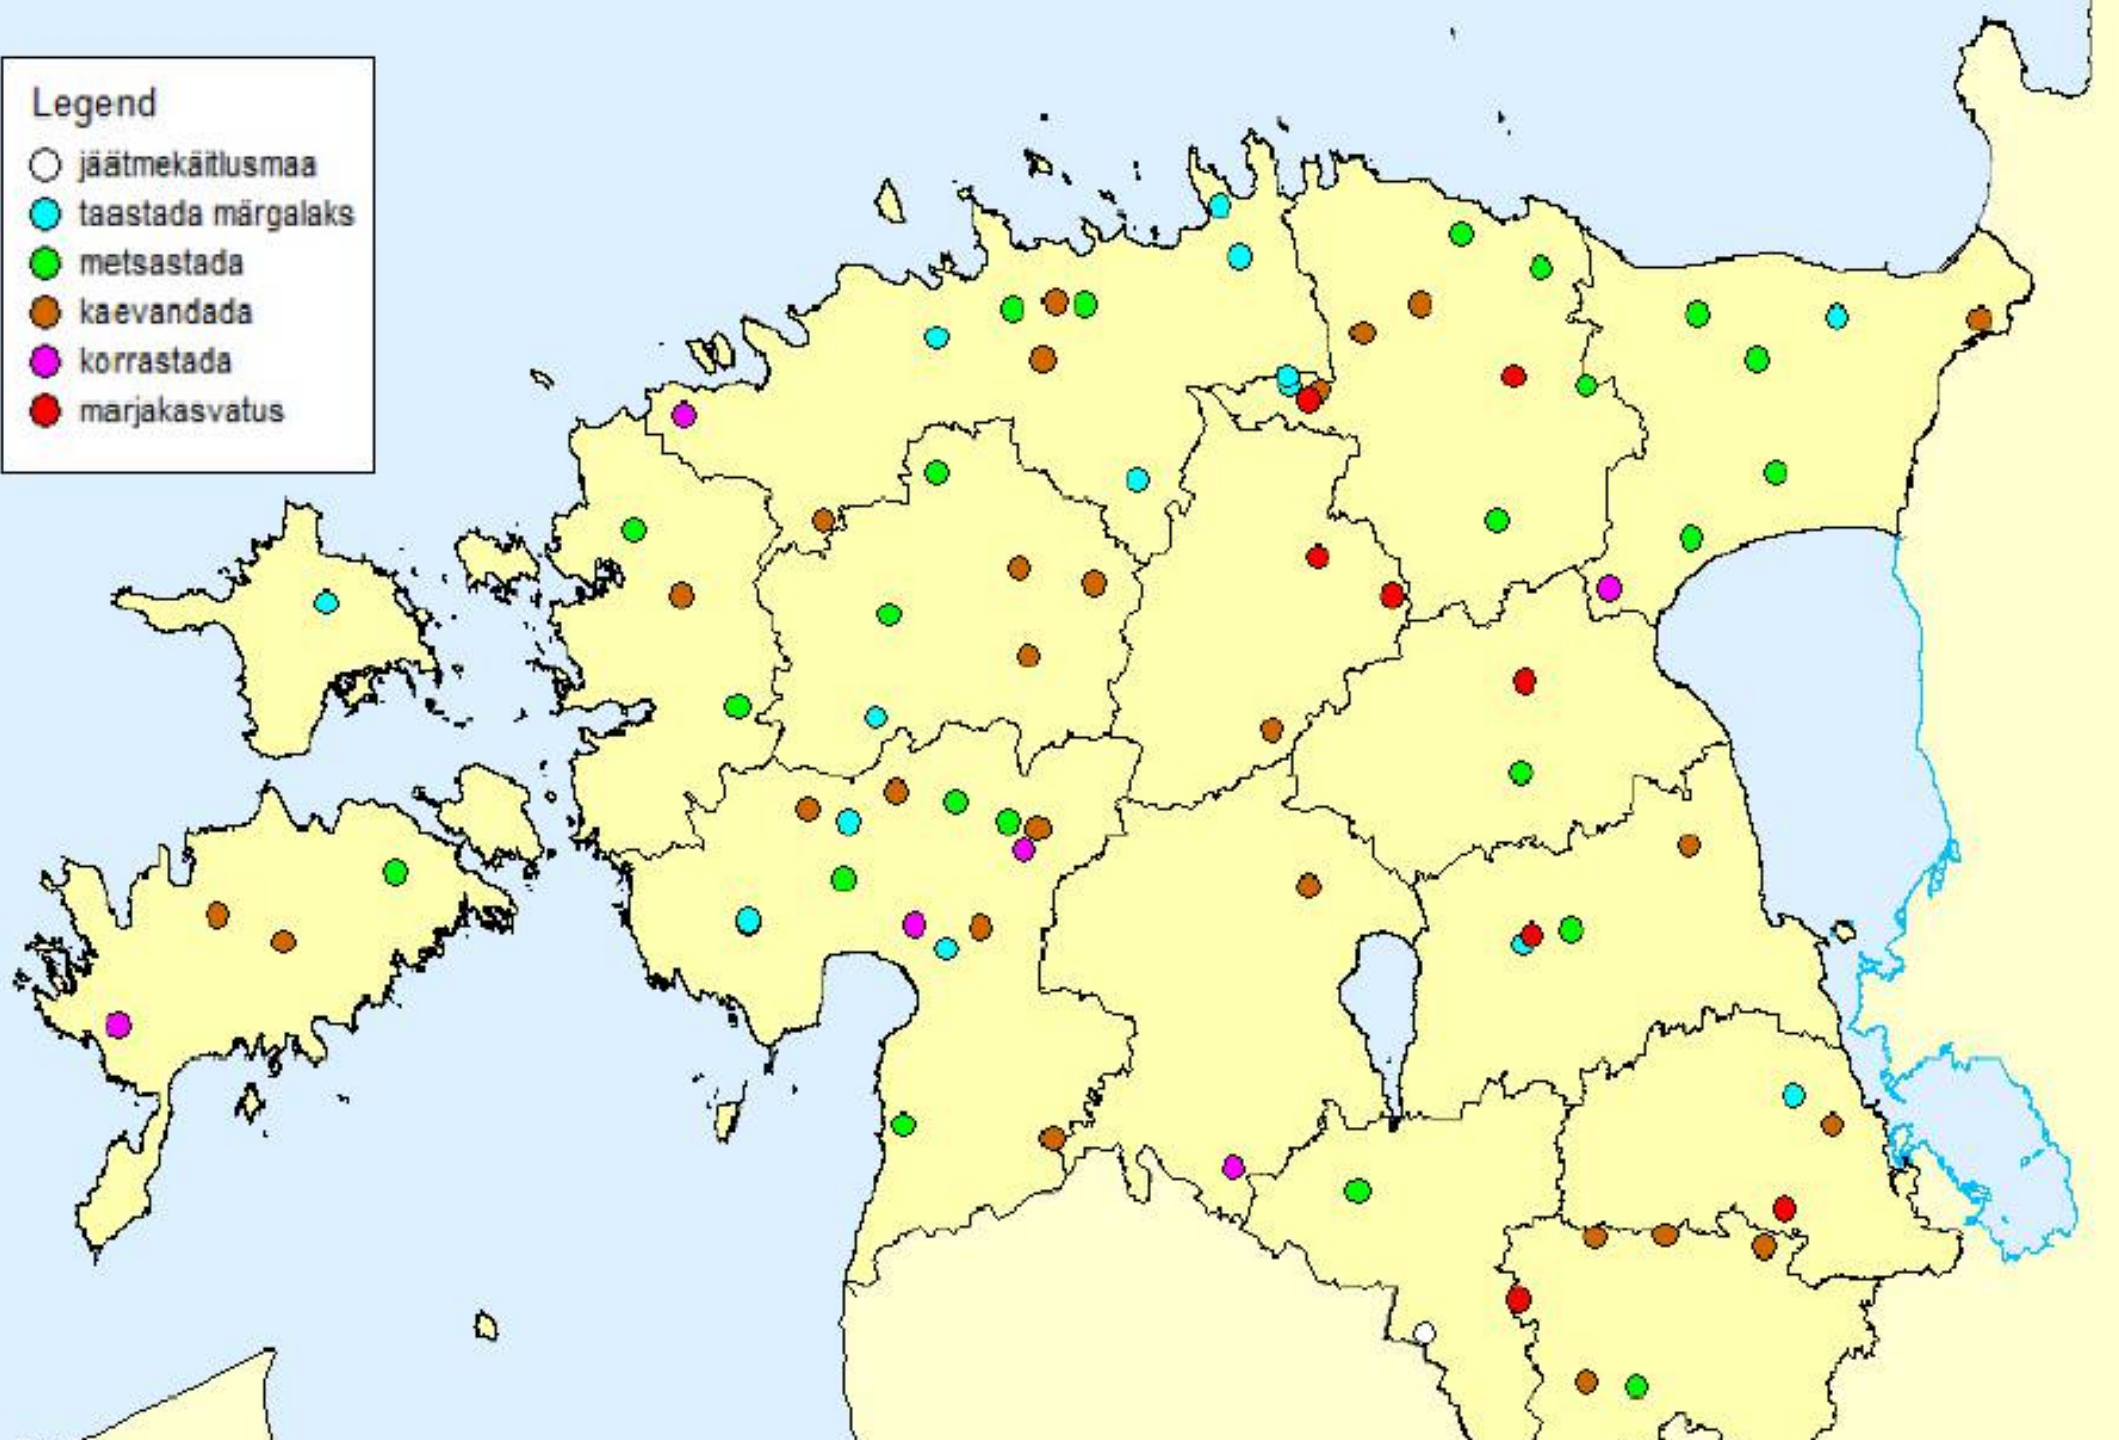 Legend
jäätmekäitlusmaa
taastada märgalaks
metsastada
kaevandada
korrastada
marjakasvatus